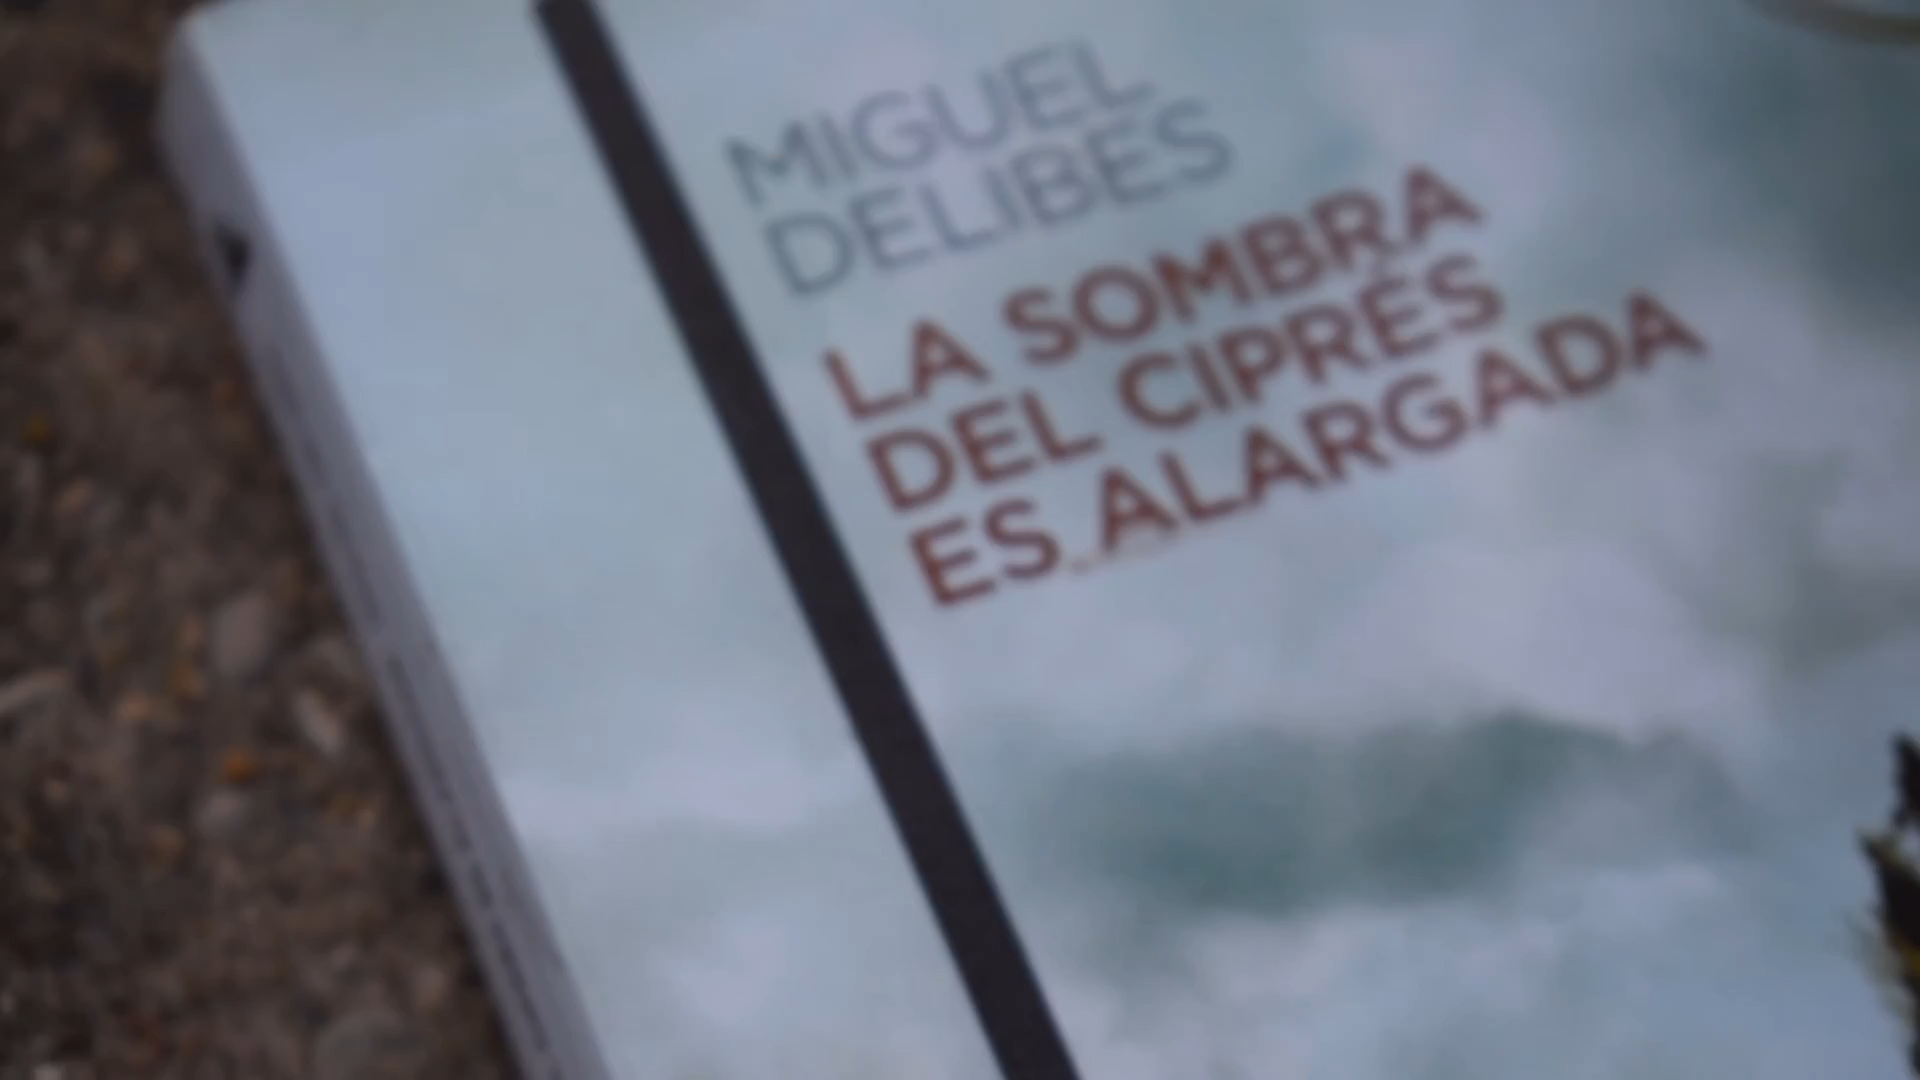 MIGUEL
DELIBES
LA SOMBRA
DEL CIPRÉS
ES ALARGADA